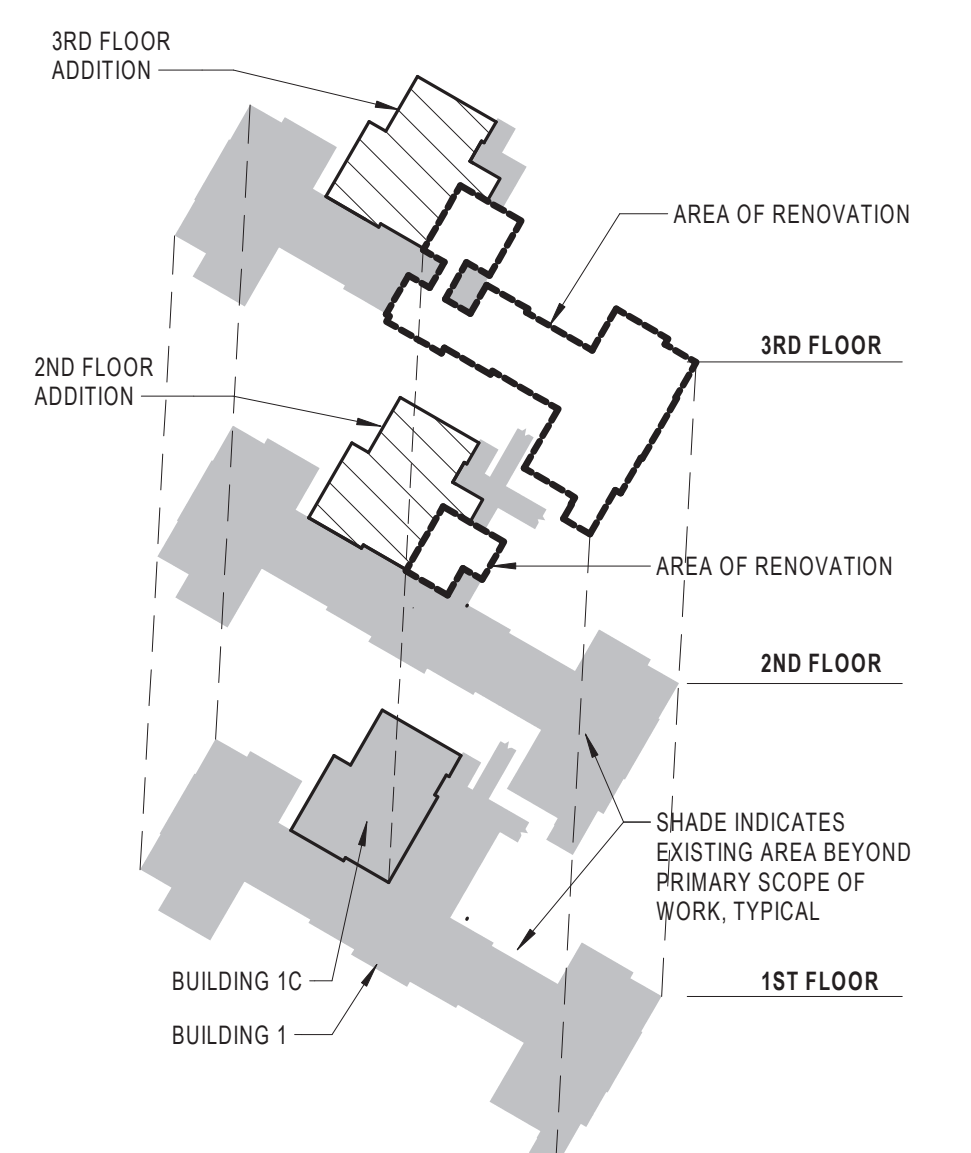 3RD FLOOR
ADDITION
AREA OF RENOVATION
3RD FLOOR
2ND FLOOR
ADDITION
AREA OF RENOVATION
2ND FLOOR
SHADE INDICATES
EXISTING AREA BEYOND
PRIMARY SCOPE OF
WORK, TYPICAL
BUILDING 1C
1ST FLOOR
BUILDING 1